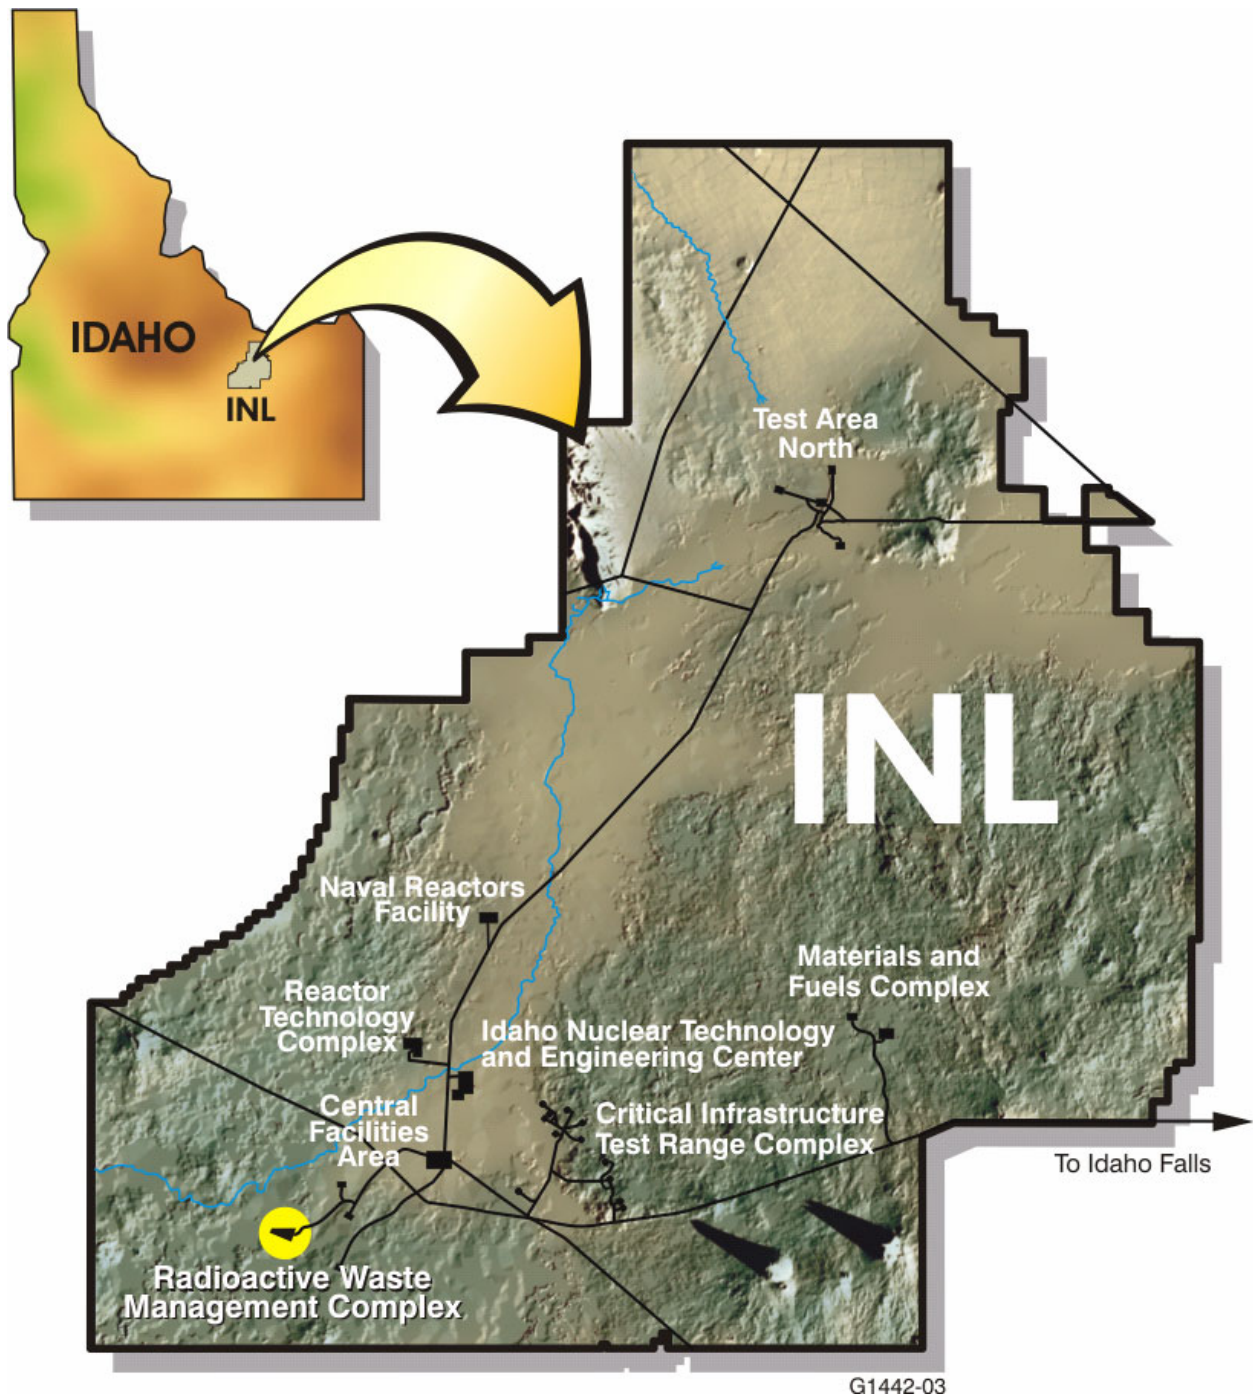 IDAHO
INL
Test Area
North
INL
Naval Reactors
Facility
Materials and
Fuels Complex
Reactor
Technology
Complex
Idaho Nuclear Technology
and Engineering Center
Central
Facilities
Area
Critical Infrastructure
Test Range Complex
To Idaho Falls
Radioactive Waste
Management Complex
G1442-03